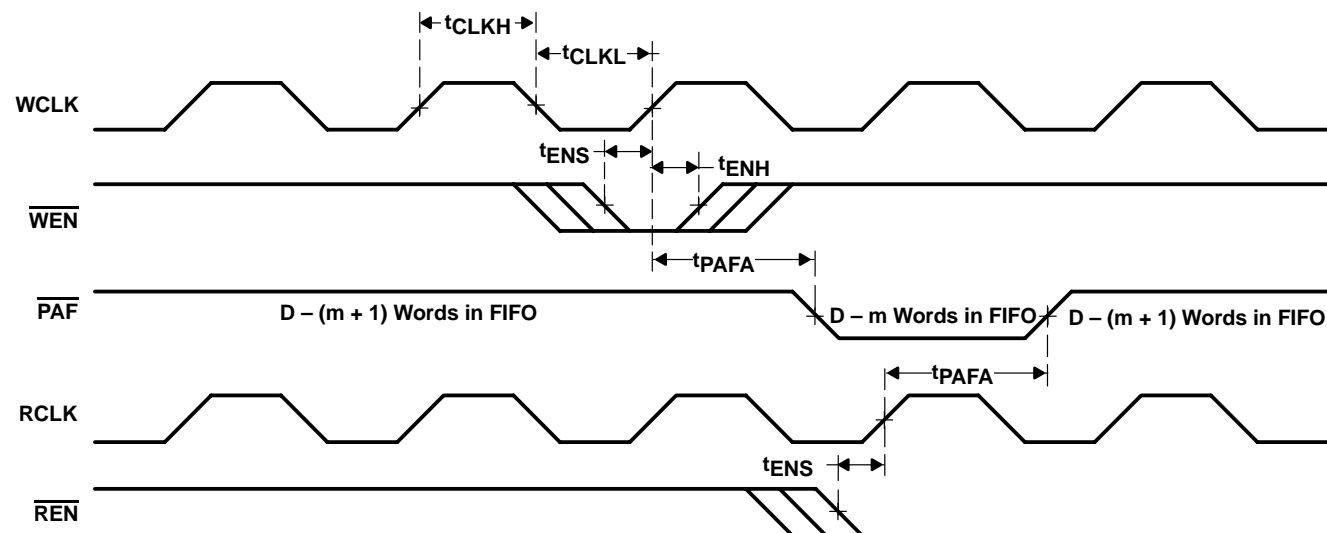 tCLKH
tCLKL
WCLK
tENS
tENH
WEN
tPAFA
PAF
D – (m + 1) Words in FIFO
D – m Words in FIFO
D – (m + 1) Words in FIFO
tPAFA
RCLK
tENS
REN